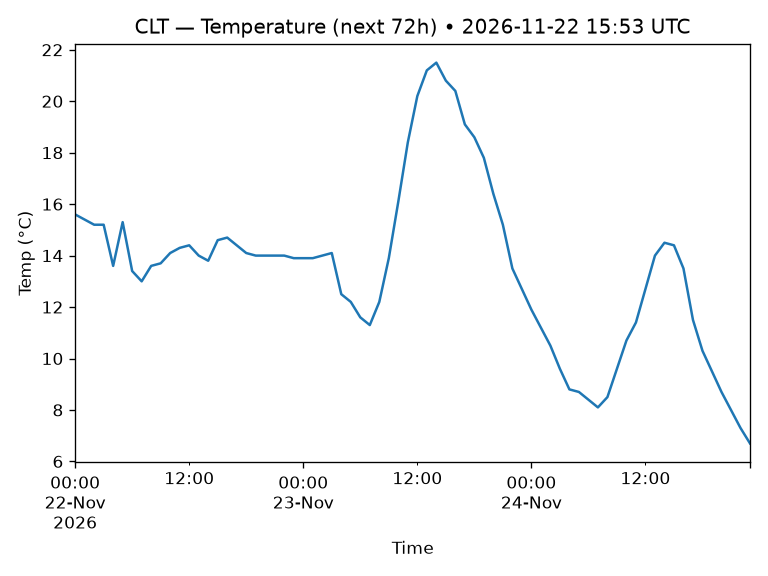 CLT — Temperature (next 72h) • 2026-11-22 15:53 UTC
Temp (°C)
22
20
18
16
14
12
10
8
6
00:00 12:00 00:00 12:00 00:00 12:00
22-Nov 23-Nov 24-Nov
2026
Time